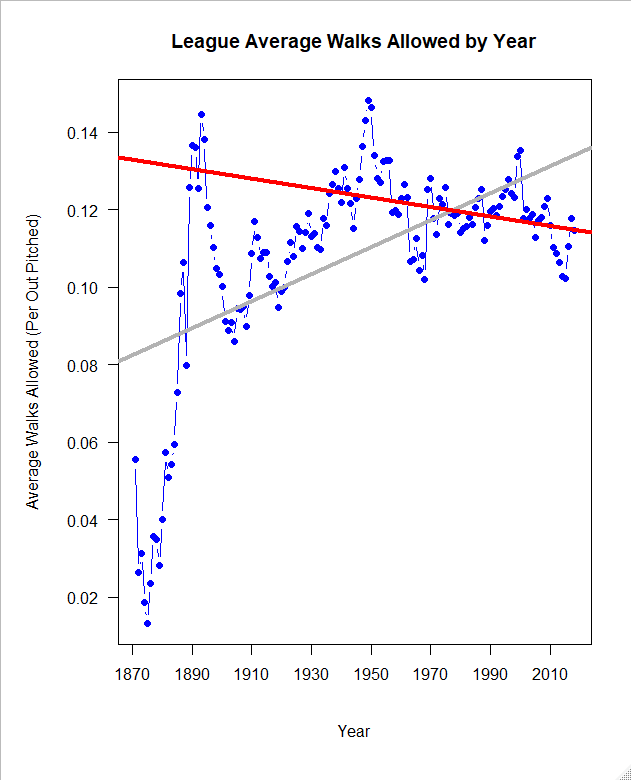 League Average Walks Allowed by Year
Average Walks Allowed (Per Out Pitched)
0.14
0.12
0.10
0.08
0.06
0.04
0.02
1870 1890 1910 1930 1950 1970 1990 2010
Year